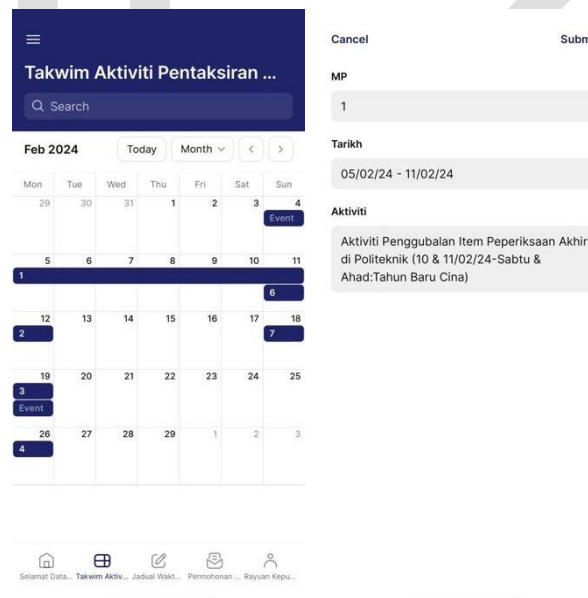 Takwim Aktiviti Pentaksiran ...
Search
Feb 2024
Today
Month
Mon Tue Wed Thu Fri Sat Sun
29 30 31 1 2 3 4
Event
5 6 7 8 9 10 11
1
6
12 13 14 15 16 17 18
2 7
19 20 21 22 23 24 25
3
Event
26 27 28 29 1 2 3
4
Selamat Data... Takwim Aktiv... Jadual Wakt... Permohonan ... Rayuan Kepu...
Cancel Subm
MP
1
Tarikh
05/02/24 - 11/02/24
Aktiviti
Aktiviti Penggubalan Item Peperiksaan Akhir
di Politeknik (10 & 11/02/24-Sabtu &
Ahad:Tahun Baru Cina)